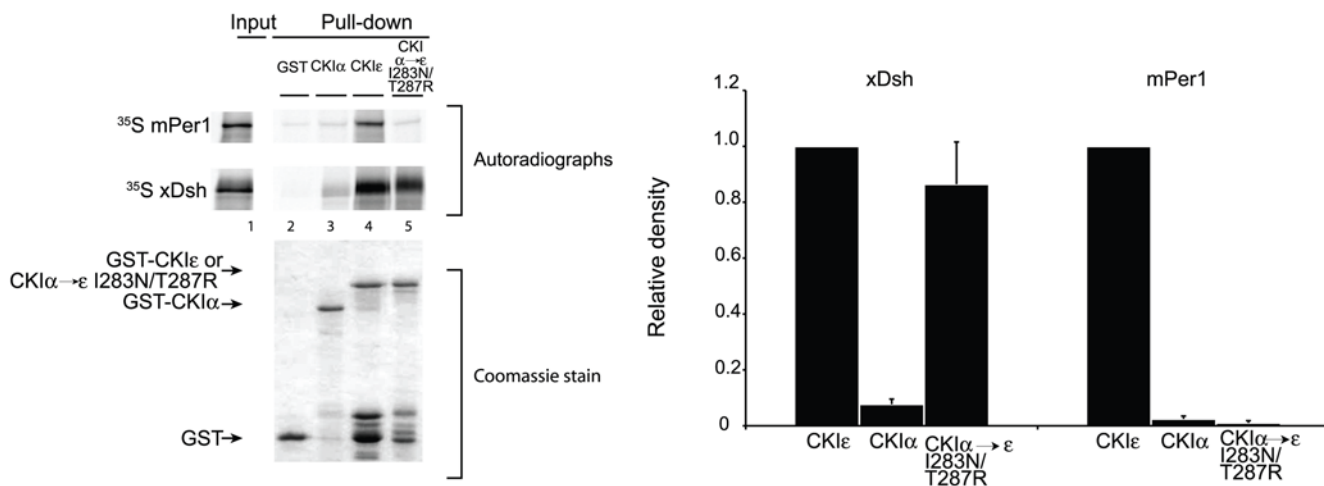 Input
Pull-down
GST
CKIα
CKIε
CKI
α→ε
I283N/
T287R
³⁵S mPer1
³⁵S xDsh
Autoradiographs
1
2
3
4
5
GST-CKIε or
CKIα→ε I283N/T287R
GST-CKIα
GST
Coomassie stain
xDsh
mPer1
Relative density
1.2
1.0
0.8
0.6
0.4
0.2
0
CKIε
CKIα
CKIα→ε
I283N/
T287R
CKIε
CKIα
CKIα→ε
I283N/
T287R